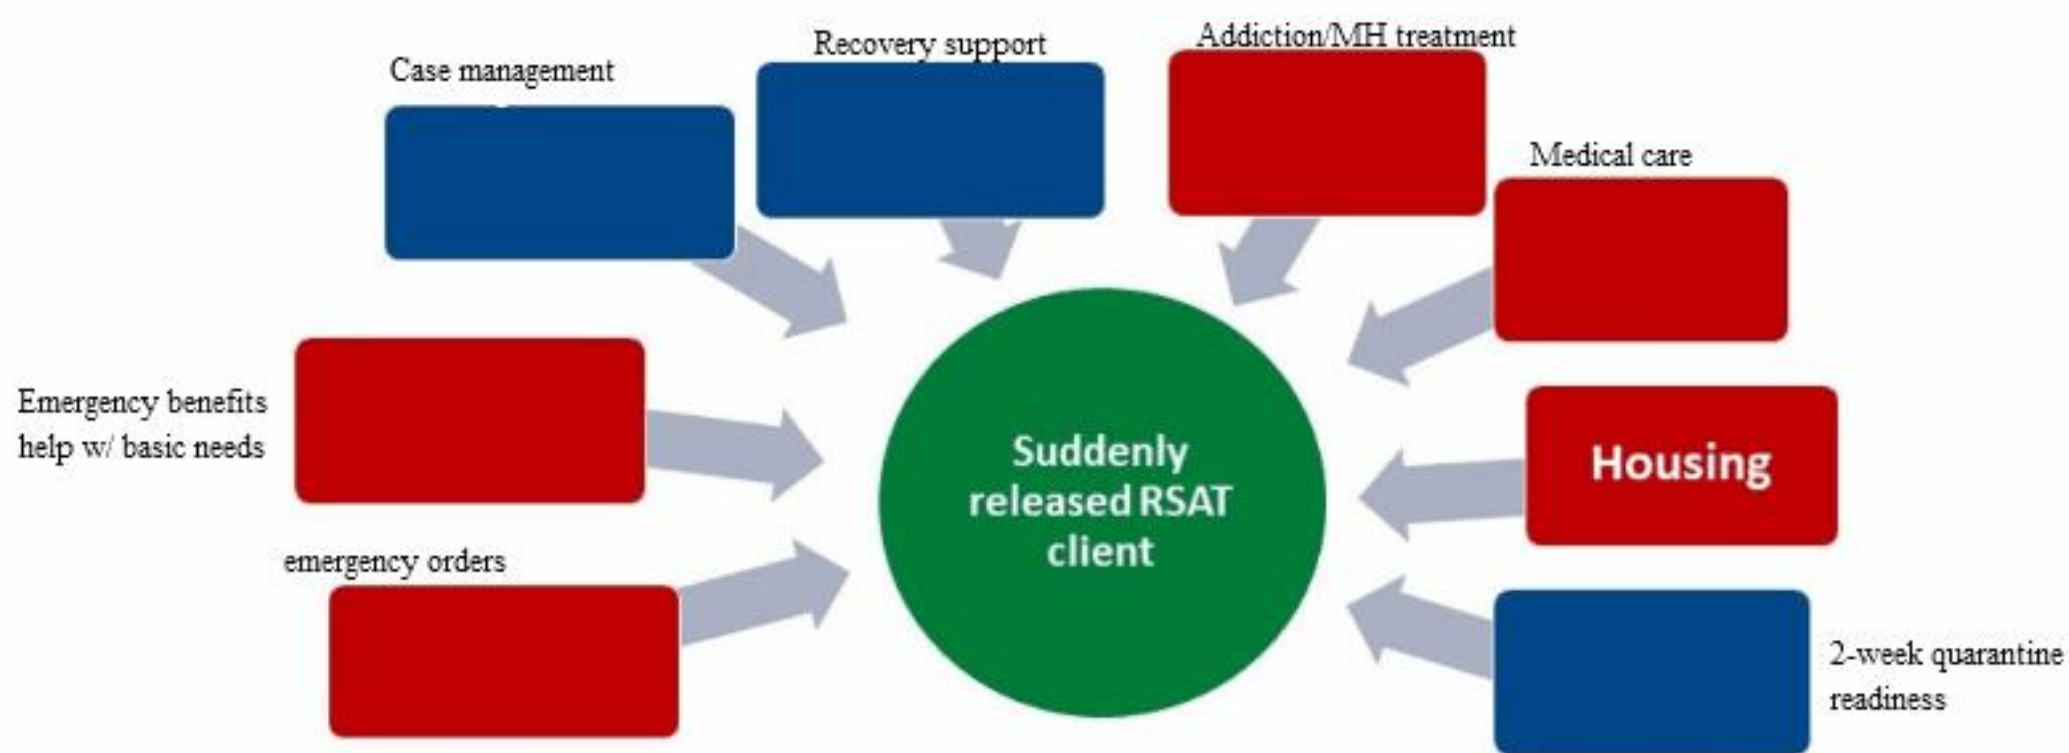 Case management
Recovery support
Addiction/MH treatment
Medical care
Emergency benefits
help w/ basic needs
emergency orders
Suddenly
released RSAT
client
Housing
2-week quarantine
readiness